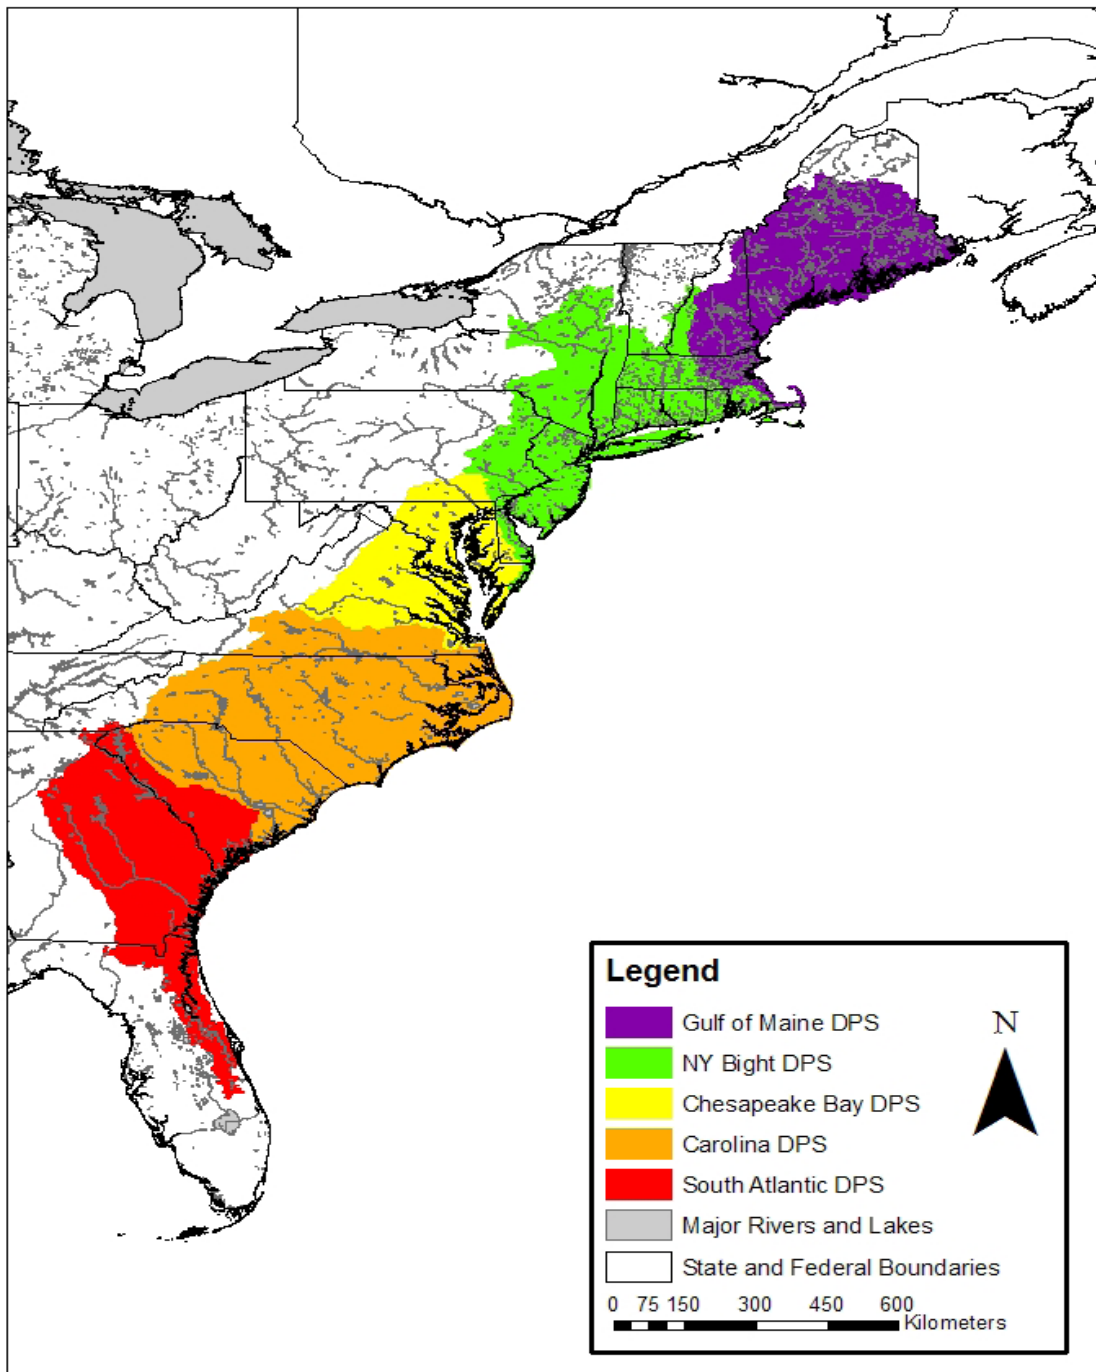 Legend
Gulf of Maine DPS
N
NY Bight DPS
Chesapeake Bay DPS
Carolina DPS
South Atlantic DPS
Major Rivers and Lakes
State and Federal Boundaries
0 75 150 300 450 600
Kilometers